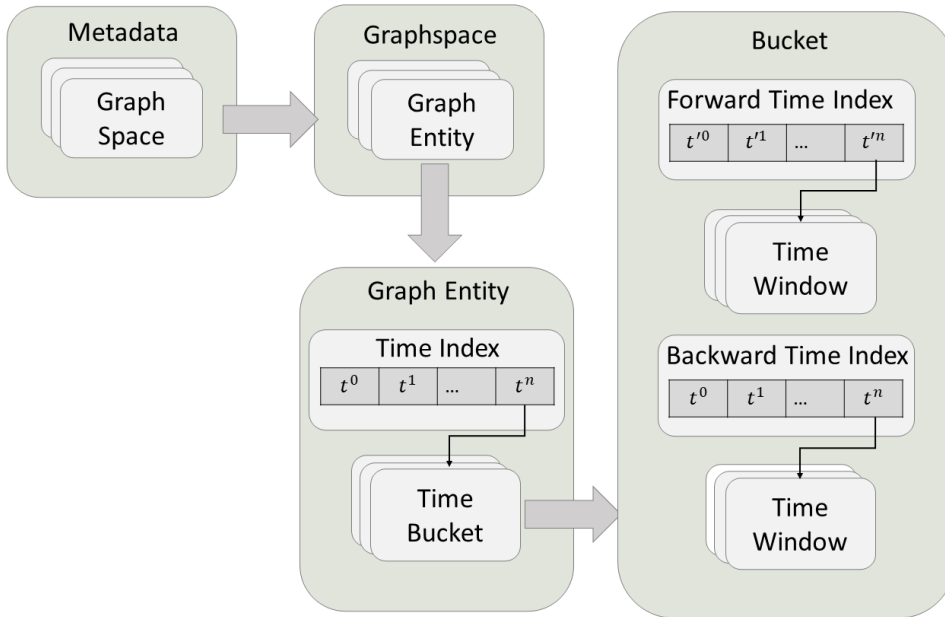 Metadata
Graph
Space
Graphspace
Graph
Entity
Graph Entity
Time Index
t⁰ t¹ ... tⁿ
Time
Bucket
Bucket
Forward Time Index
t′⁰ t′¹ ... t′ⁿ
Time
Window
Backward Time Index
t⁰ t¹ ... tⁿ
Time
Window